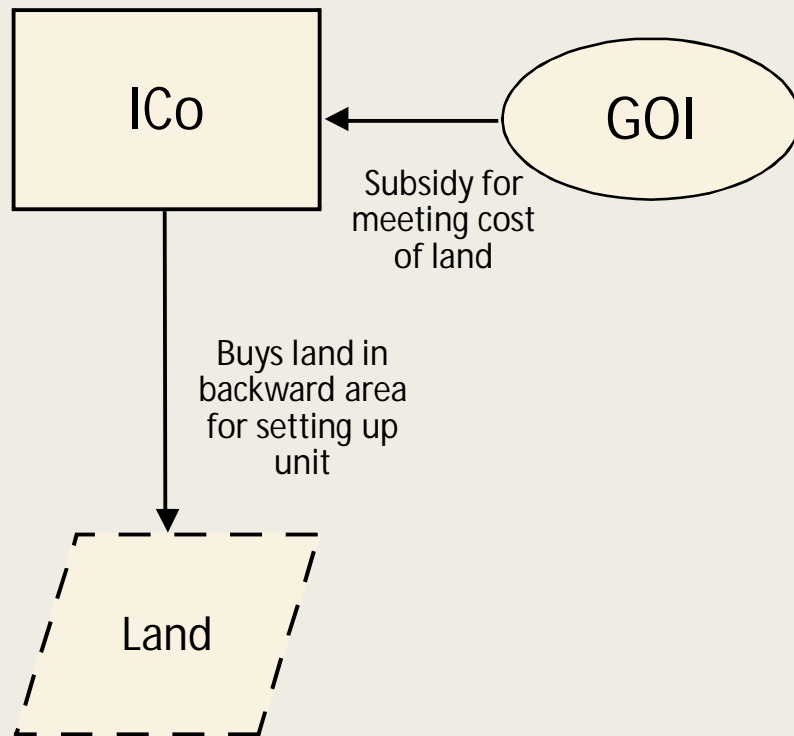 ICo
GOI
Subsidy for
meeting cost
of land
Buys land in
backward area
for setting up
unit
Land